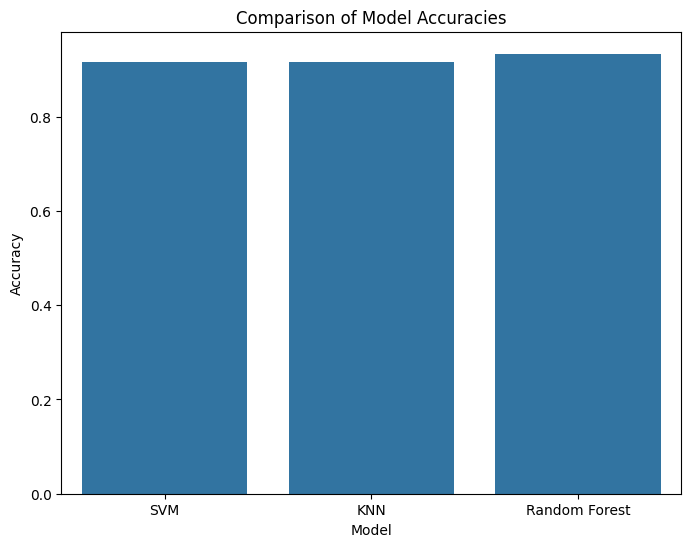 Comparison of Model Accuracies
Accuracy
0.8
0.6
0.4
0.2
0.0
SVM
KNN
Random Forest
Model